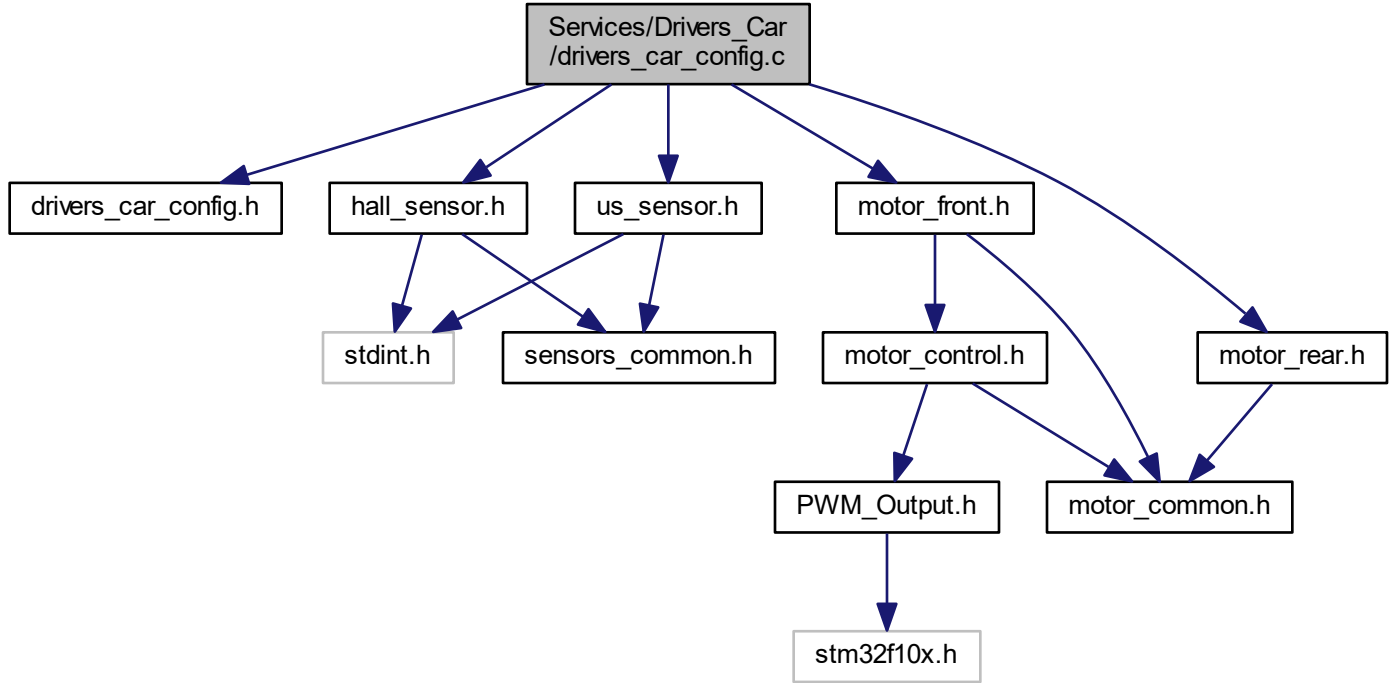 Services/Drivers_Car
/drivers_car_config.c
drivers_car_config.h
hall_sensor.h
us_sensor.h
motor_front.h
stdint.h
sensors_common.h
motor_control.h
motor_rear.h
PWM_Output.h
motor_common.h
stm32f10x.h